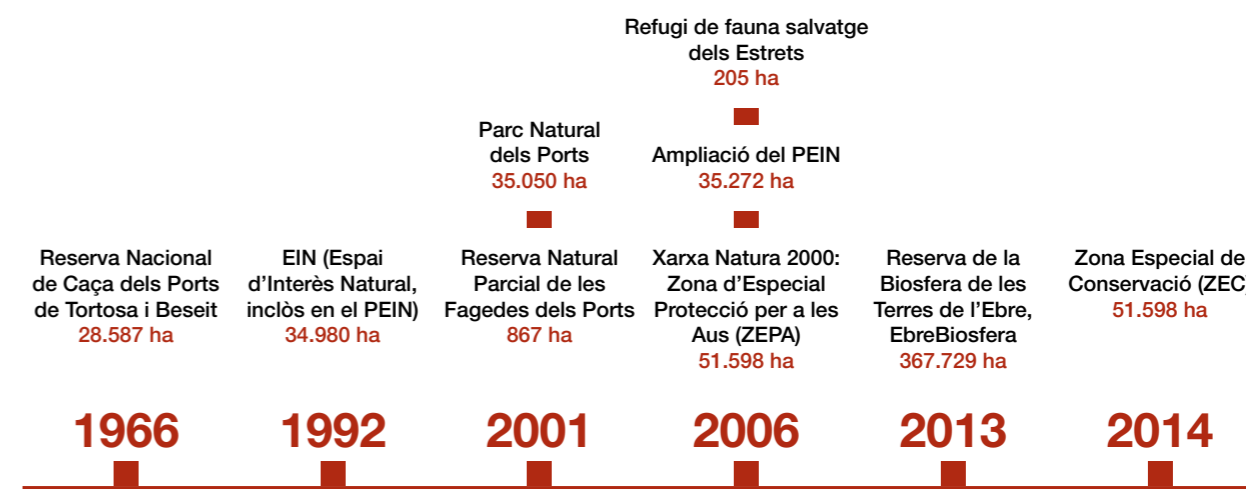 Refugi de fauna salvatge
dels Estrets
205 ha
Parc Natural
dels Ports
35.050 ha
Ampliació del PEIN
35.272 ha
Reserva Nacional
de Caça dels Ports
de Tortosa i Beseit
28.587 ha
EIN (Espai
d’Interès Natural,
inclòs en el PEIN)
34.980 ha
Reserva Natural
Parcial de les
Fagedes dels Ports
867 ha
Xarxa Natura 2000:
Zona d’Especial
Protecció per a les
Aus (ZEPA)
51.598 ha
Reserva de la
Biosfera de les
Terres de l’Ebre,
EbreBiosfera
367.729 ha
Zona Especial de
Conservació (ZEC)
51.598 ha
1966
1992
2001
2006
2013
2014